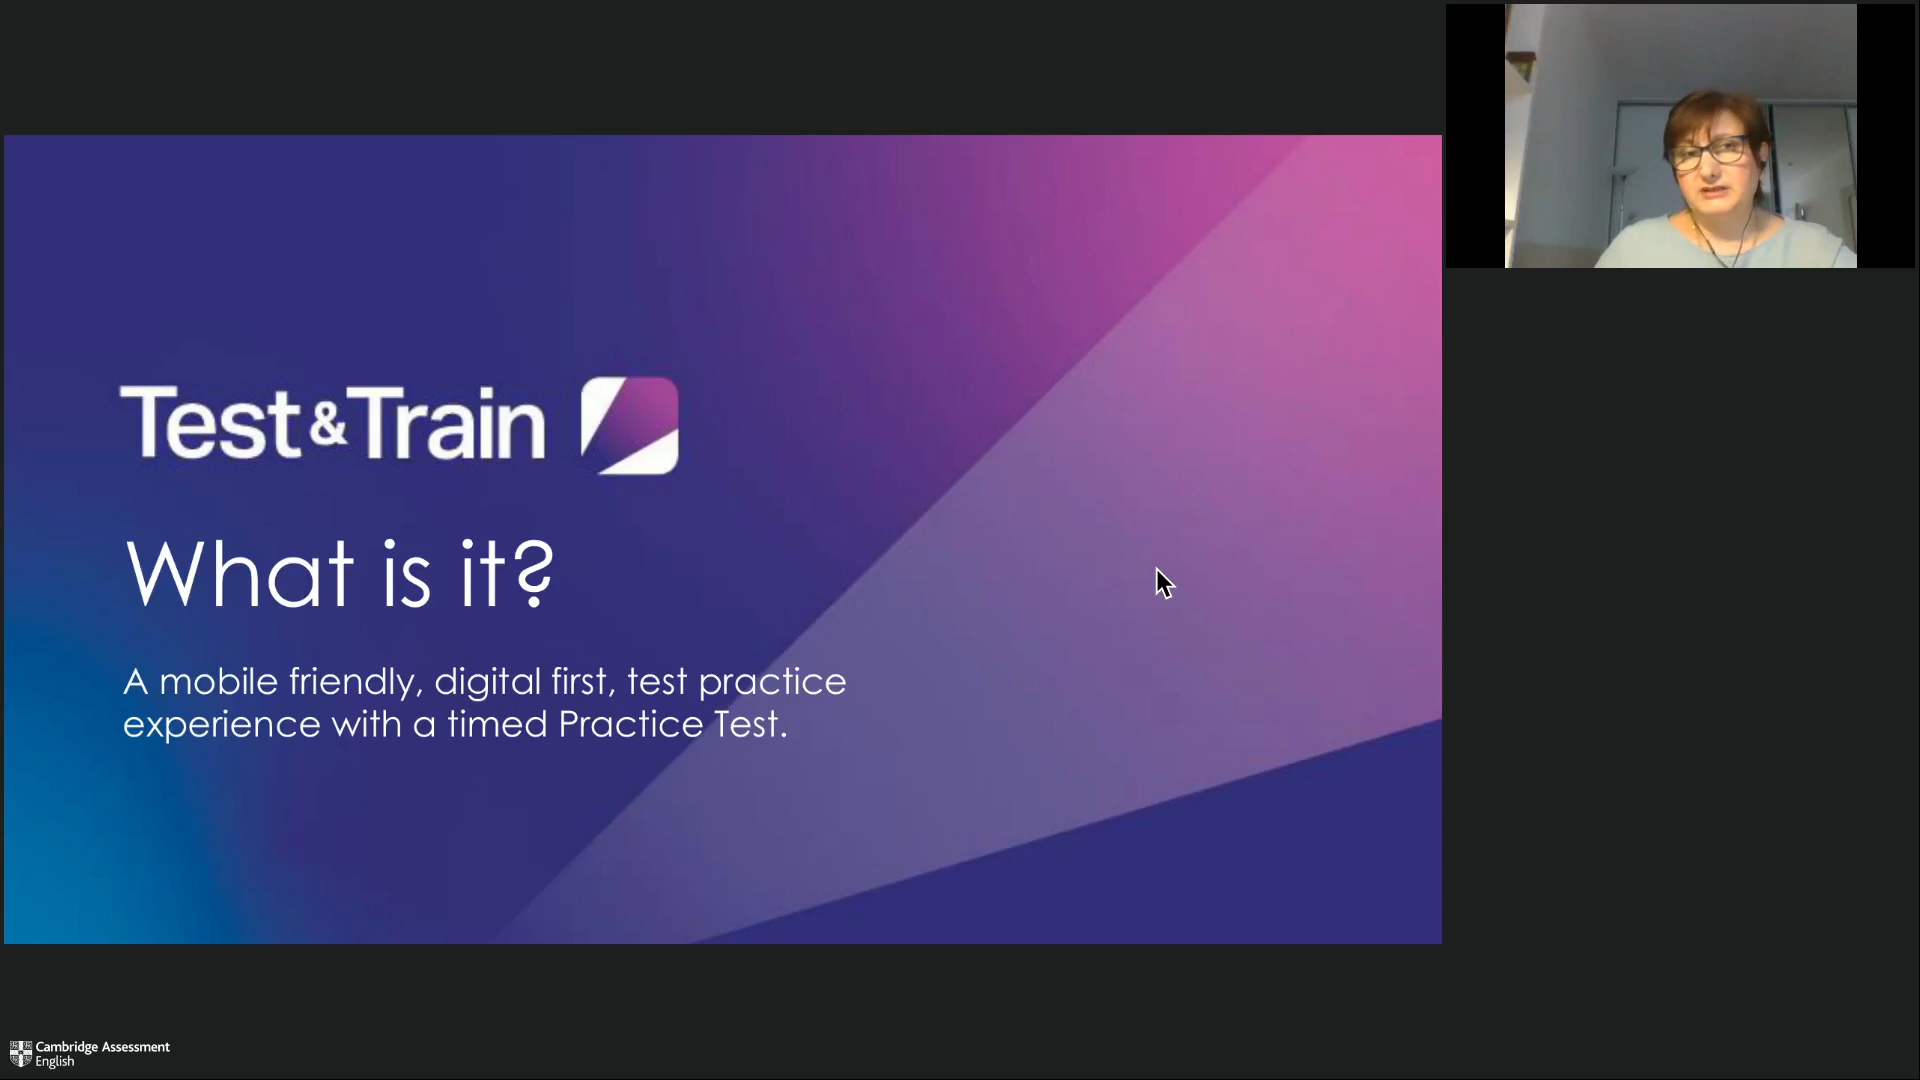 Test&Train
What is it?
A mobile friendly, digital first, test practice
experience with a timed Practice Test.
Cambridge Assessment
English